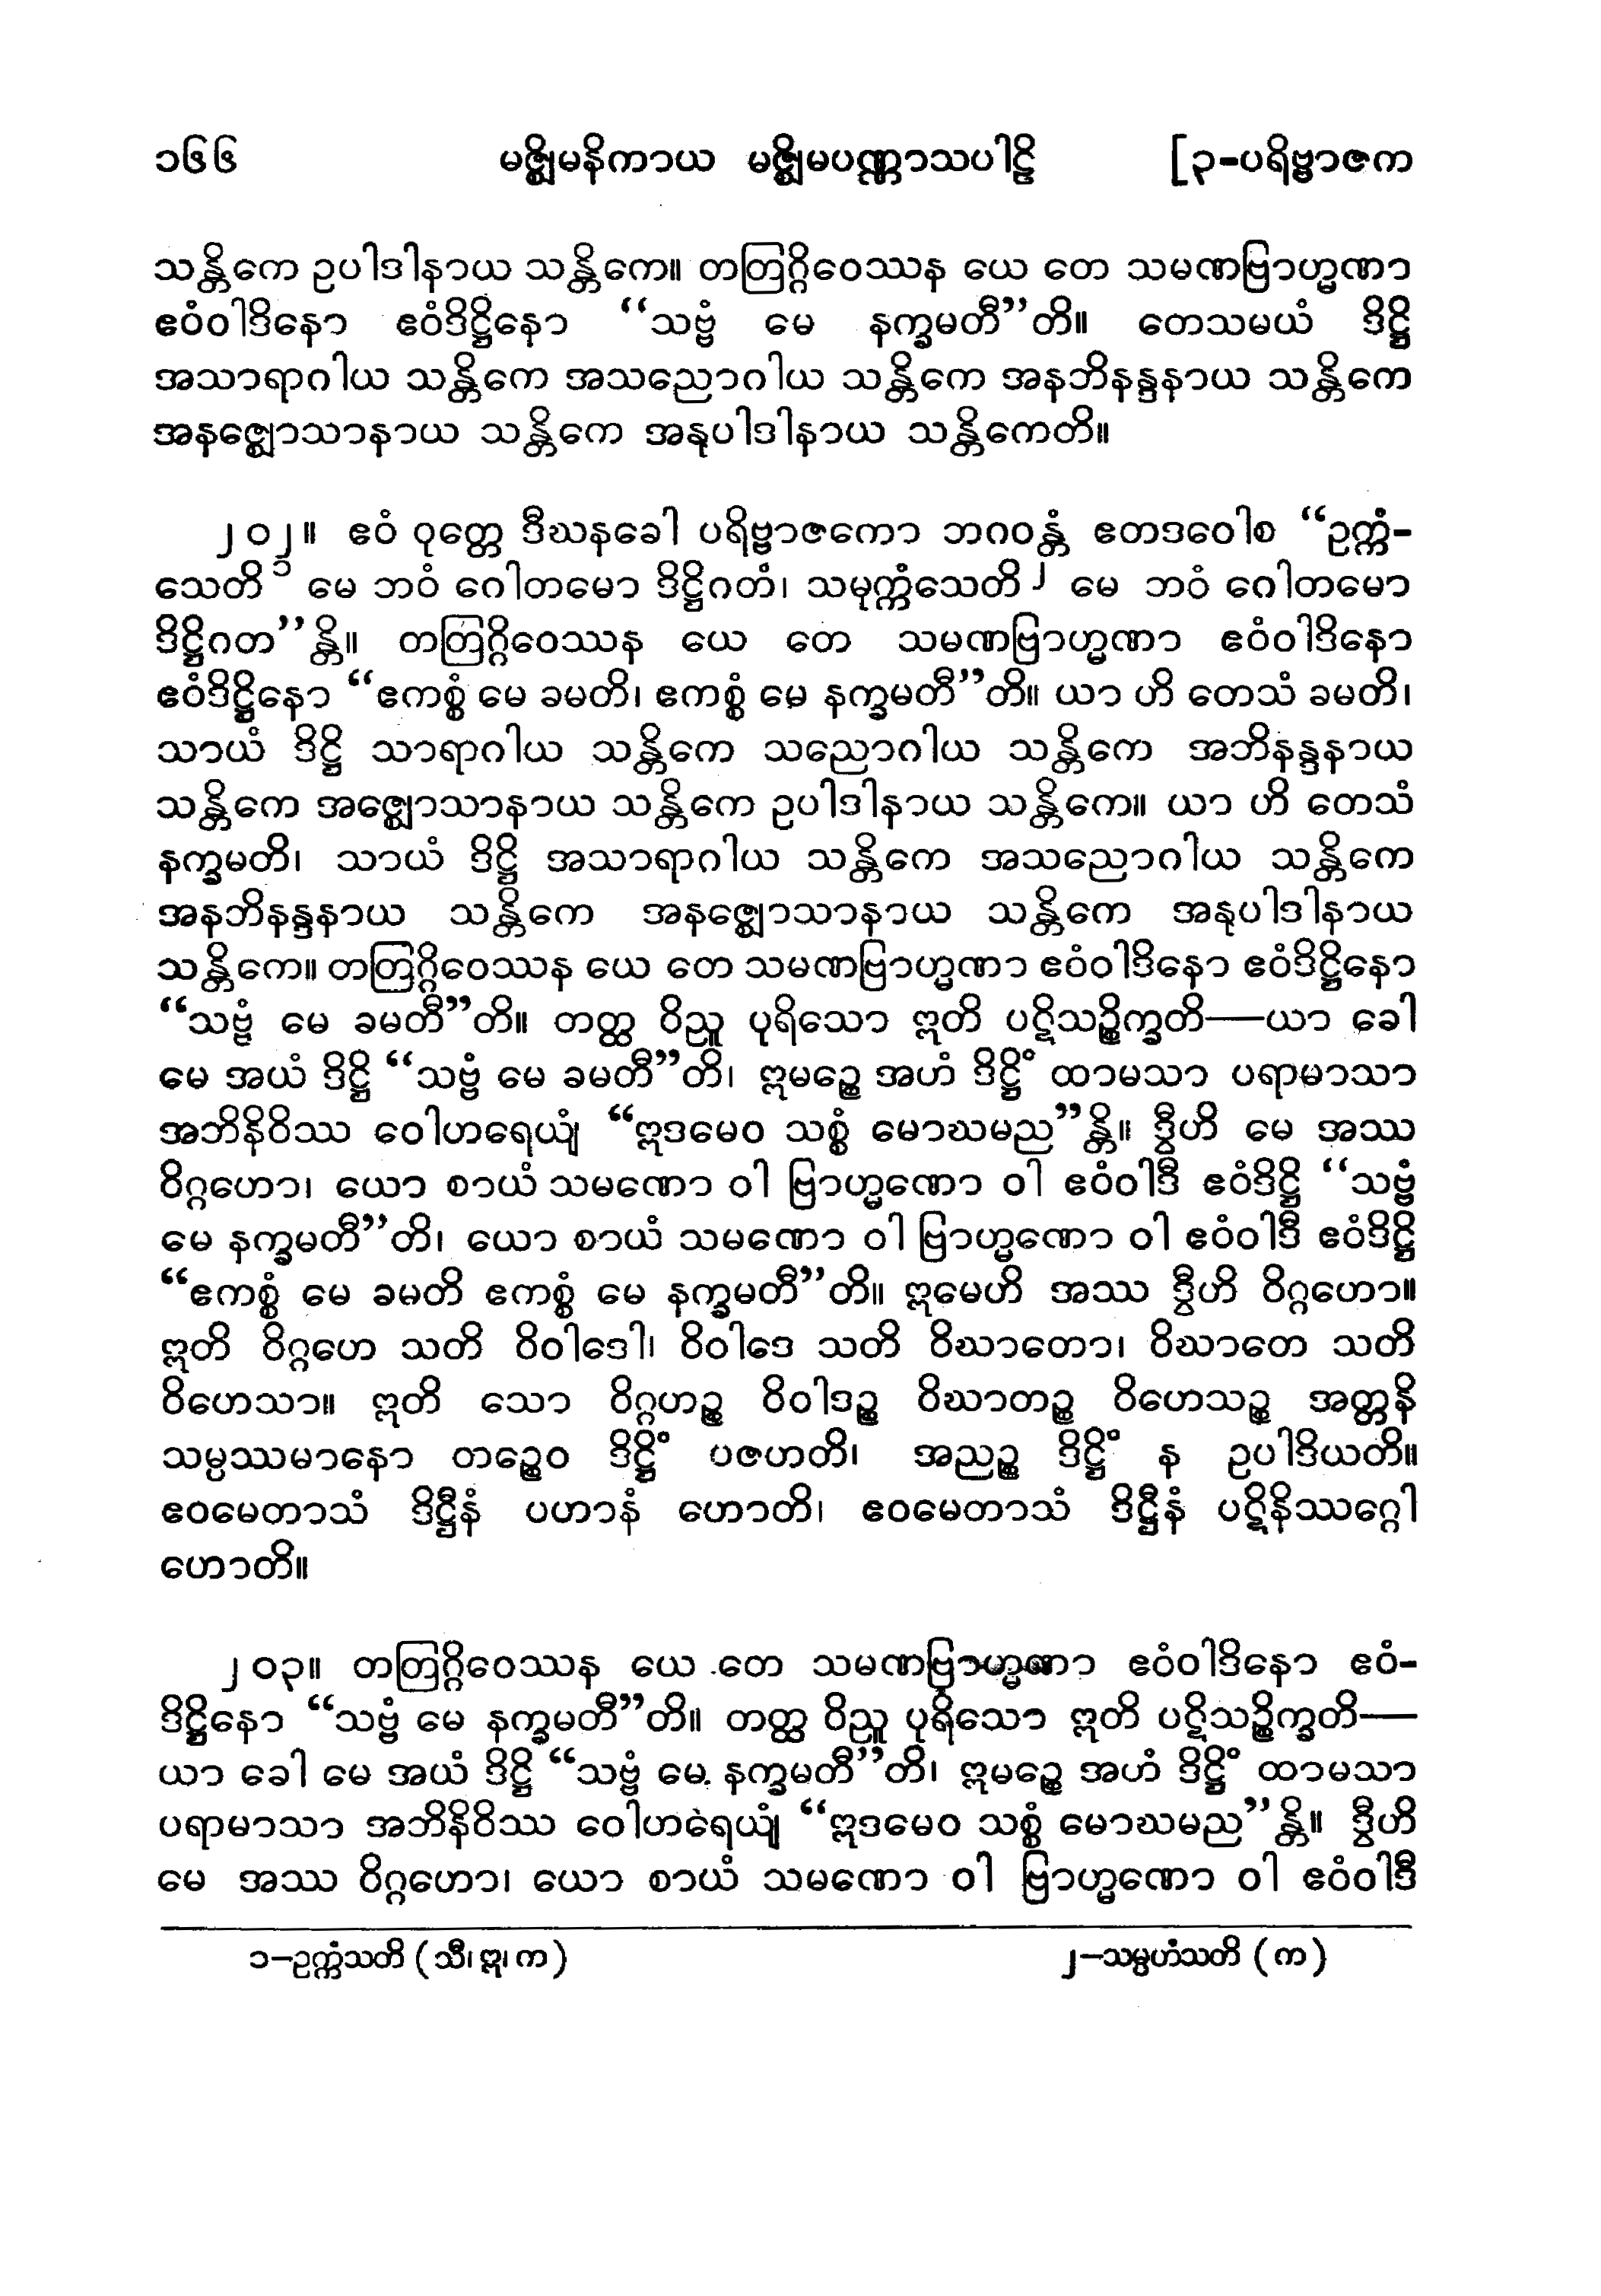 ၁၆၆ မဇ္ဈိမနိကာယ မဇ္ဈိမပဏ္ဏာသပါဠိ [၃-ပရိဗ္ဗာဇက
သန္တိကေ ဥပါဒါနာယ သန္တိကေ။ တတြဂ္ဂိဝေဿန ယေ တေ သမဏဗြာဟ္မဏာ
ဧဝံဝါဒိနော ဧဝံဒိဋ္ဌိနော “သဗ္ဗံ မေ နက္ခမတီ”တိ။ တေသမယံ ဒိဋ္ဌိ
အသာရာဂါယ သန္တိကေ အသညောဂါယ သန္တိကေ အနဘိနန္ဒနာယ သန္တိကေ
အနဇ္ဈောသာနာယ သန္တိကေ အနုပါဒါနာယ သန္တိကေတိ။
၂၀၂။ ဧဝံ ဝုတ္တေ ဒီဃနခေါ ပရိဗ္ဗာဇကော ဘဂဝန္တံ ဧတဒဝေါစ “ဥက္ကံ-
သေတိ ၁ မေ ဘဝံ ဂေါတမော ဒိဋ္ဌိဂတံ၊ သမုက္ကံသေတိ ၂ မေ ဘဝံ ဂေါတမော
ဒိဋ္ဌိဂတ”န္တိ။ တတြဂ္ဂိဝေဿန ယေ တေ သမဏဗြာဟ္မဏာ ဧဝံဝါဒိနော
ဧဝံဒိဋ္ဌိနော “ဧကစ္စံ မေ ခမတိ၊ ဧကစ္စံ မေ နက္ခမတီ”တိ။ ယာ ဟိ တေသံ ခမတိ၊
သာယံ ဒိဋ္ဌိ သာရာဂါယ သန္တိကေ သညောဂါယ သန္တိကေ အဘိနန္ဒနာယ
သန္တိကေ အဇ္ဈောသာနာယ သန္တိကေ ဥပါဒါနာယ သန္တိကေ။ ယာ ဟိ တေသံ
နက္ခမတိ၊ သာယံ ဒိဋ္ဌိ အသာရာဂါယ သန္တိကေ အသညောဂါယ သန္တိကေ
အနဘိနန္ဒနာယ သန္တိကေ အနဇ္ဈောသာနာယ သန္တိကေ အနုပါဒါနာယ
သန္တိကေ။ တတြဂ္ဂိဝေဿန ယေ တေ သမဏဗြာဟ္မဏာ ဧဝံဝါဒိနော ဧဝံဒိဋ္ဌိနော
“သဗ္ဗံ မေ ခမတီ”တိ။ တတ္ထ ဝိညူ ပုရိသော ဣတိ ပဋိသဉ္စိက္ခတိ—ယာ ခေါ
မေ အယံ ဒိဋ္ဌိ “သဗ္ဗံ မေ ခမတီ”တိ၊ ဣမဉ္စေ အဟံ ဒိဋ္ဌိံ ထာမသာ ပရာမာသာ
အဘိနိဝိဿ ဝေါဟရေယျံ “ဣဒမေဝ သစ္စံ မောဃမည”န္တိ။ ဒွီဟိ မေ အဿ
ဝိဂ္ဂဟော၊ ယော စာယံ သမဏော ဝါ ဗြာဟ္မဏော ဝါ ဧဝံဝါဒီ ဧဝံဒိဋ္ဌိ “သဗ္ဗံ
မေ နက္ခမတီ”တိ၊ ယော စာယံ သမဏော ဝါ ဗြာဟ္မဏော ဝါ ဧဝံဝါဒီ ဧဝံဒိဋ္ဌိ
“ဧကစ္စံ မေ ခမတိ ဧကစ္စံ မေ နက္ခမတီ”တိ။ ဣမေဟိ အဿ ဒွီဟိ ဝိဂ္ဂဟော။
ဣတိ ဝိဂ္ဂဟေ သတိ ဝိဝါဒေါ၊ ဝိဝါဒေ သတိ ဝိဃာတော၊ ဝိဃာတေ သတိ
ဝိဟေသာ။ ဣတိ သော ဝိဂ္ဂဟဉ္စ ဝိဝါဒဉ္စ ဝိဃာတဉ္စ ဝိဟေသဉ္စ အတ္တနိ
သမ္ပဿမာနော တဉ္စေဝ ဒိဋ္ဌိံ ပဇဟတိ၊ အညဉ္စ ဒိဋ္ဌိံ န ဥပါဒိယတိ။
ဧဝမေတာသံ ဒိဋ္ဌီနံ ပဟာနံ ဟောတိ၊ ဧဝမေတာသံ ဒိဋ္ဌီနံ ပဋိနိဿဂ္ဂေါ
ဟောတိ။
၂၀၃။ တတြဂ္ဂိဝေဿန ယေ တေ သမဏဗြာဟ္မဏာ ဧဝံဝါဒိနော ဧဝံ-
ဒိဋ္ဌိနော “သဗ္ဗံ မေ နက္ခမတီ”တိ။ တတ္ထ ဝိညူ ပုရိသော ဣတိ ပဋိသဉ္စိက္ခတိ—
ယာ ခေါ မေ အယံ ဒိဋ္ဌိ “သဗ္ဗံ မေ နက္ခမတီ”တိ၊ ဣမဉ္စေ အဟံ ဒိဋ္ဌိံ ထာမသာ
ပရာမာသာ အဘိနိဝိဿ ဝေါဟရေယျံ “ဣဒမေဝ သစ္စံ မောဃမည”န္တိ။ ဒွီဟိ
မေ အဿ ဝိဂ္ဂဟော၊ ယော စာယံ သမဏော ဝါ ဗြာဟ္မဏော ဝါ ဧဝံဝါဒီ
၁-ဥက္ကံသတိ (သီ၊ ဣ၊ က) ၂-သမ္ပဟံသတိ (က)